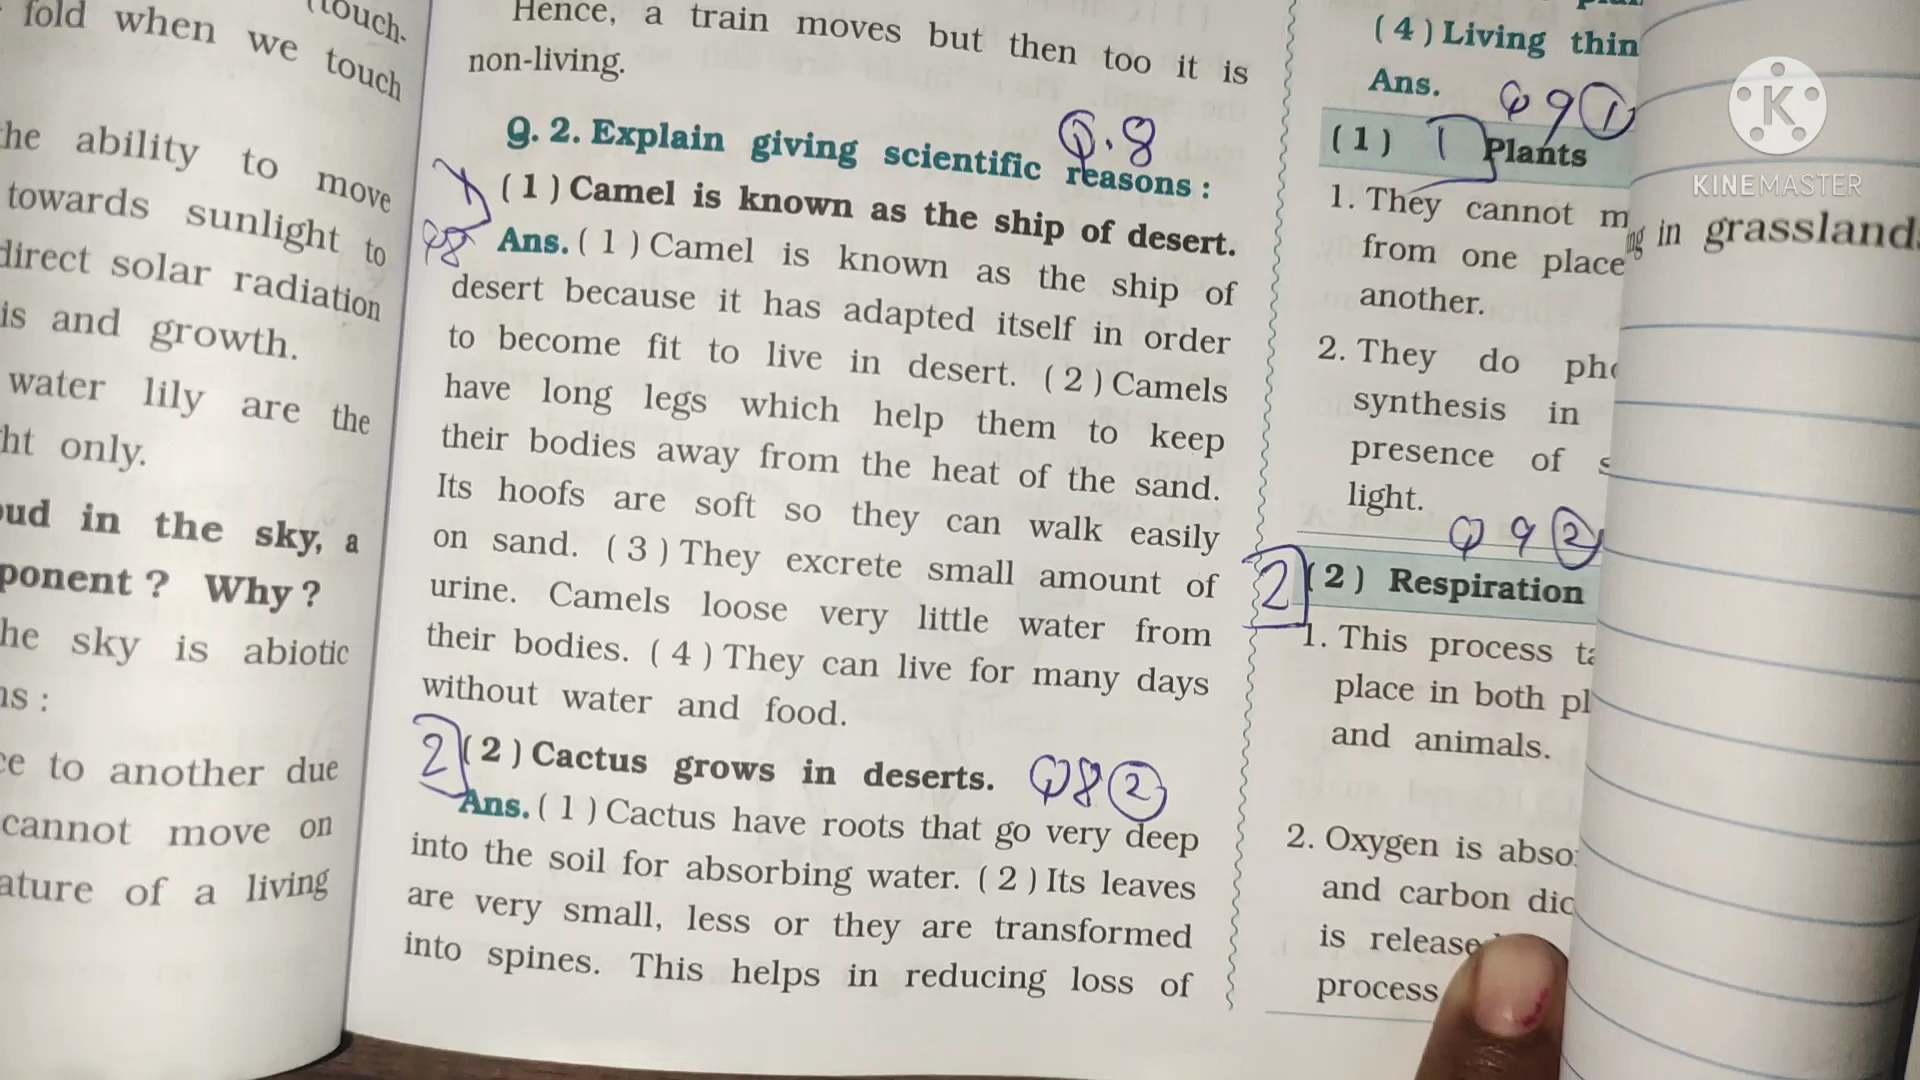 touch-
fold when we touch
the ability to move
towards sunlight to
direct solar radiation
is and growth.
water lily are the
ht only.
oud in the sky, a
ponent ? Why ?
he sky is abiotic
ns :
ce to another due
cannot move on
ature of a living
Hence, a train moves but then too it is
non-living.
Q. 2. Explain giving scientific reasons :
Q.8
( 1 ) Camel is known as the ship of desert.
Q8
Ans. ( 1 ) Camel is known as the ship of
desert because it has adapted itself in order
to become fit to live in desert. ( 2 ) Camels
have long legs which help them to keep
their bodies away from the heat of the sand.
Its hoofs are soft so they can walk easily
on sand. ( 3 ) They excrete small amount of
urine. Camels loose very little water from
their bodies. ( 4 ) They can live for many days
without water and food.
2 ( 2 ) Cactus grows in deserts. Q8 2
Ans. ( 1 ) Cactus have roots that go very deep
into the soil for absorbing water. ( 2 ) Its leaves
are very small, less or they are transformed
into spines. This helps in reducing loss of
( 4 ) Living thin
Ans.
Q 9 1
( 1 ) 1 Plants
1. They cannot m
from one place
another.
2. They do pho
synthesis in
presence of s
light.
Q 9 2
2 ( 2 ) Respiration
1. This process ta
place in both pl
and animals.
2. Oxygen is abso
and carbon dio
is release
process
K
KINEMASTER
ng in grassland